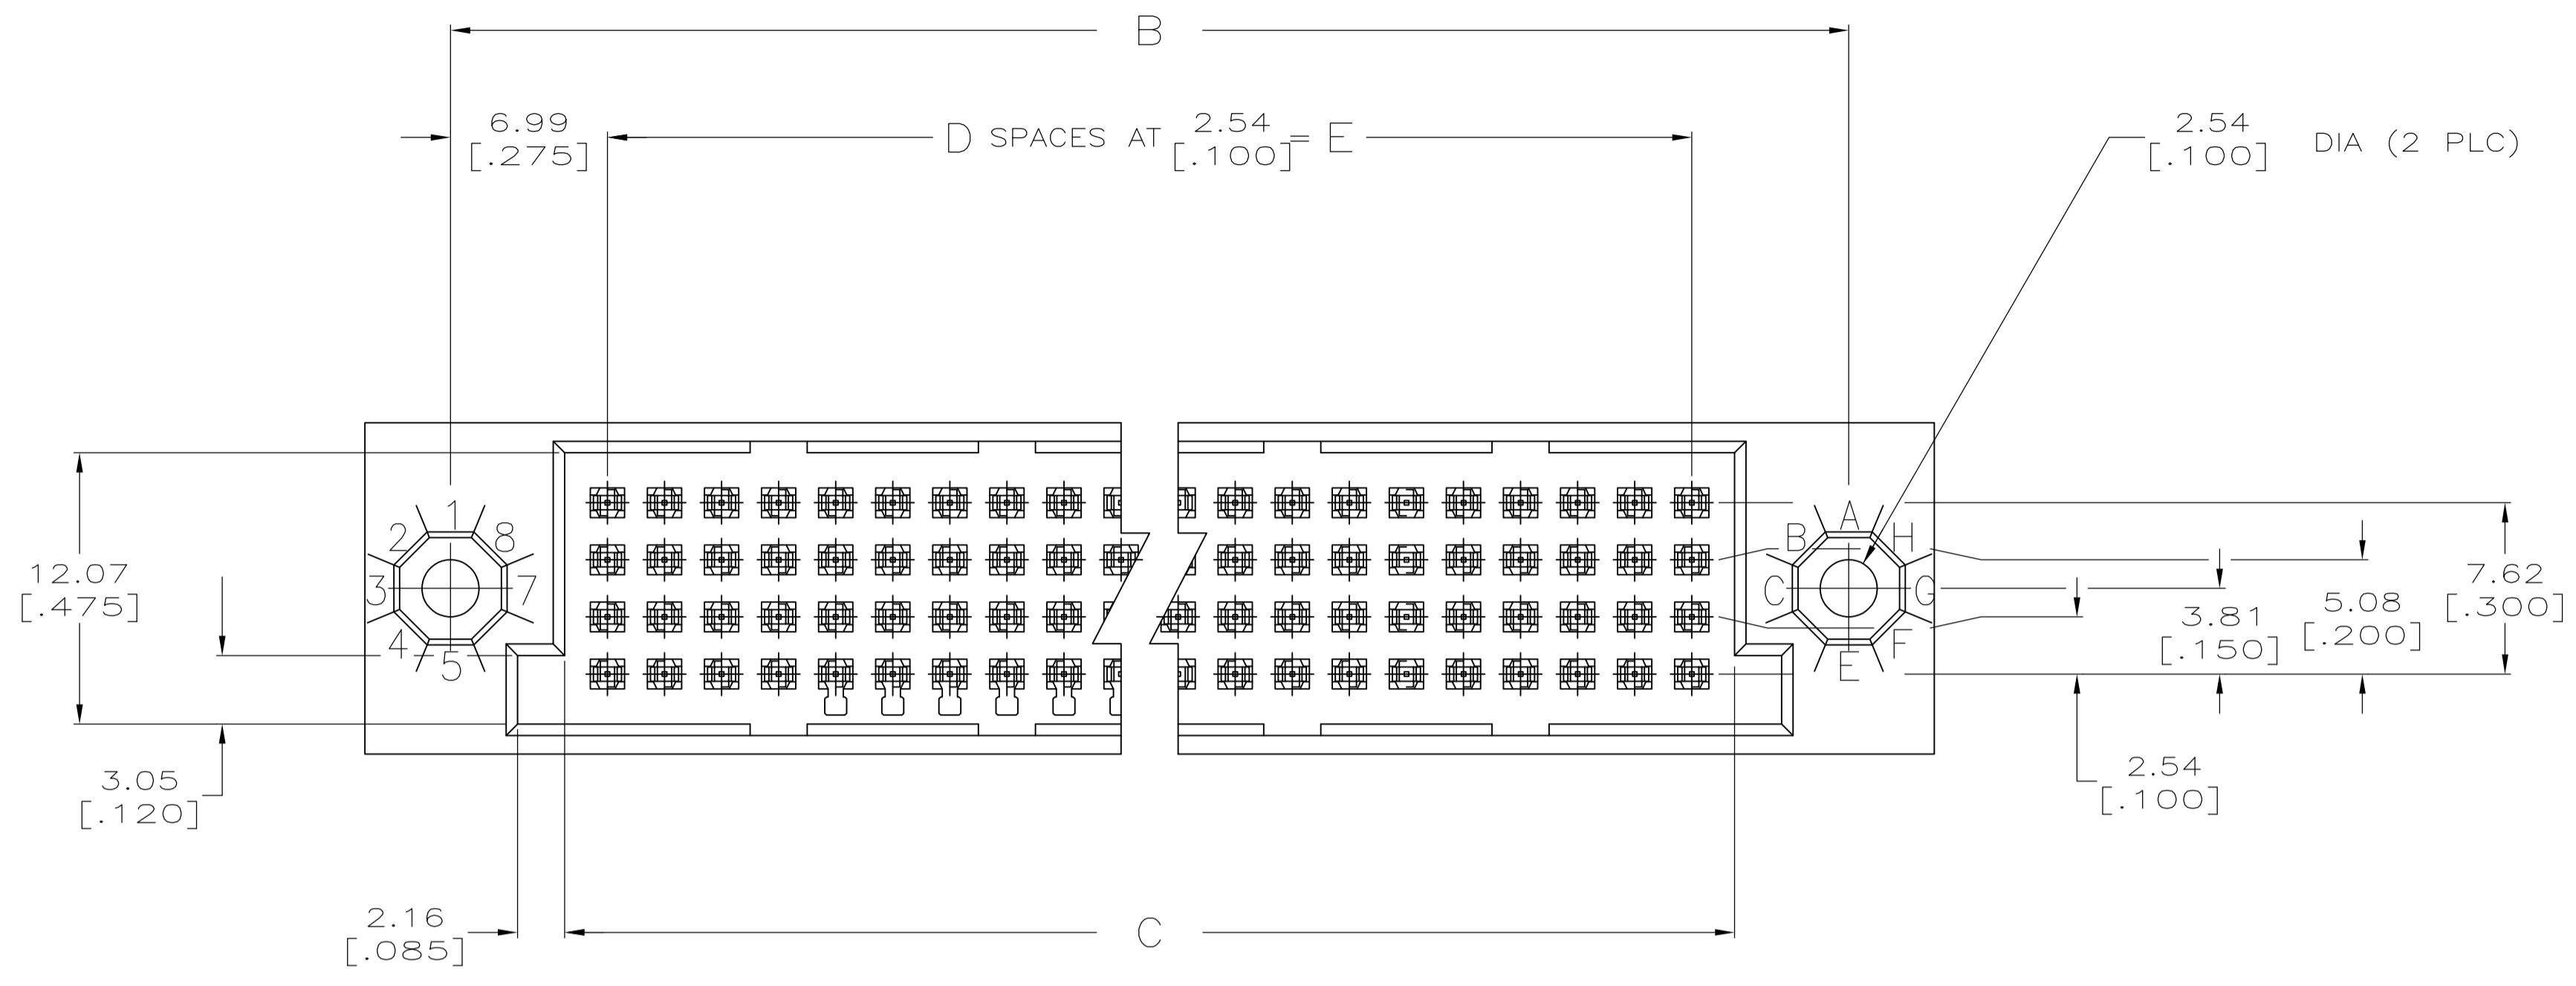 B
6.99
[.275]
D SPACES AT 2.54
[.100] = E
2.54
[.100] DIA (2 PLC)
1
2 8
3 7
4
5
A
B H
C
F
E
12.07
[.475]
3.05
[.120]
7.62
[.300]
5.08
[.200]
3.81
[.150]
2.54
[.100]
2.16
[.085]
C